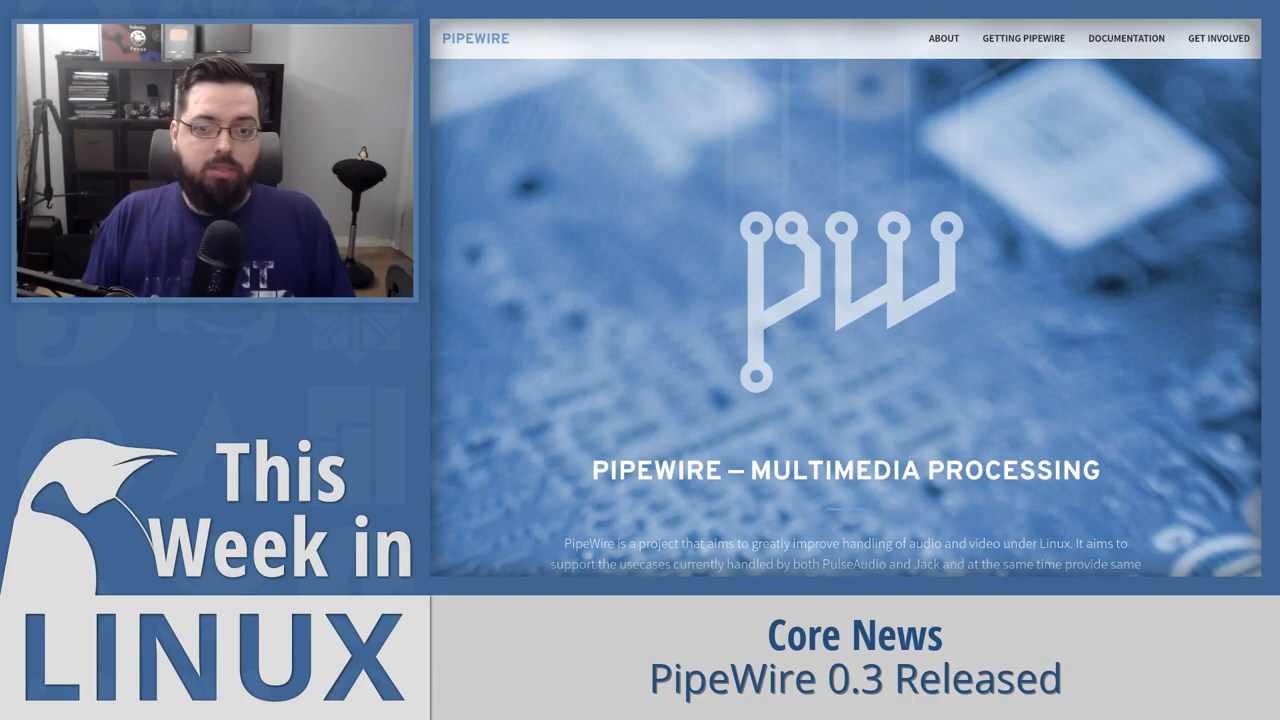 PIPEWIRE
ABOUT GETTING PIPEWIRE DOCUMENTATION GET INVOLVED
pw
PIPEWIRE – MULTIMEDIA PROCESSING
PipeWire is a project that aims to greatly improve handling of audio and video under Linux. It aims to
support the usecases currently handled by both PulseAudio and Jack and at the same time provide same
This
Week in
LINUX
Core News
PipeWire 0.3 Released